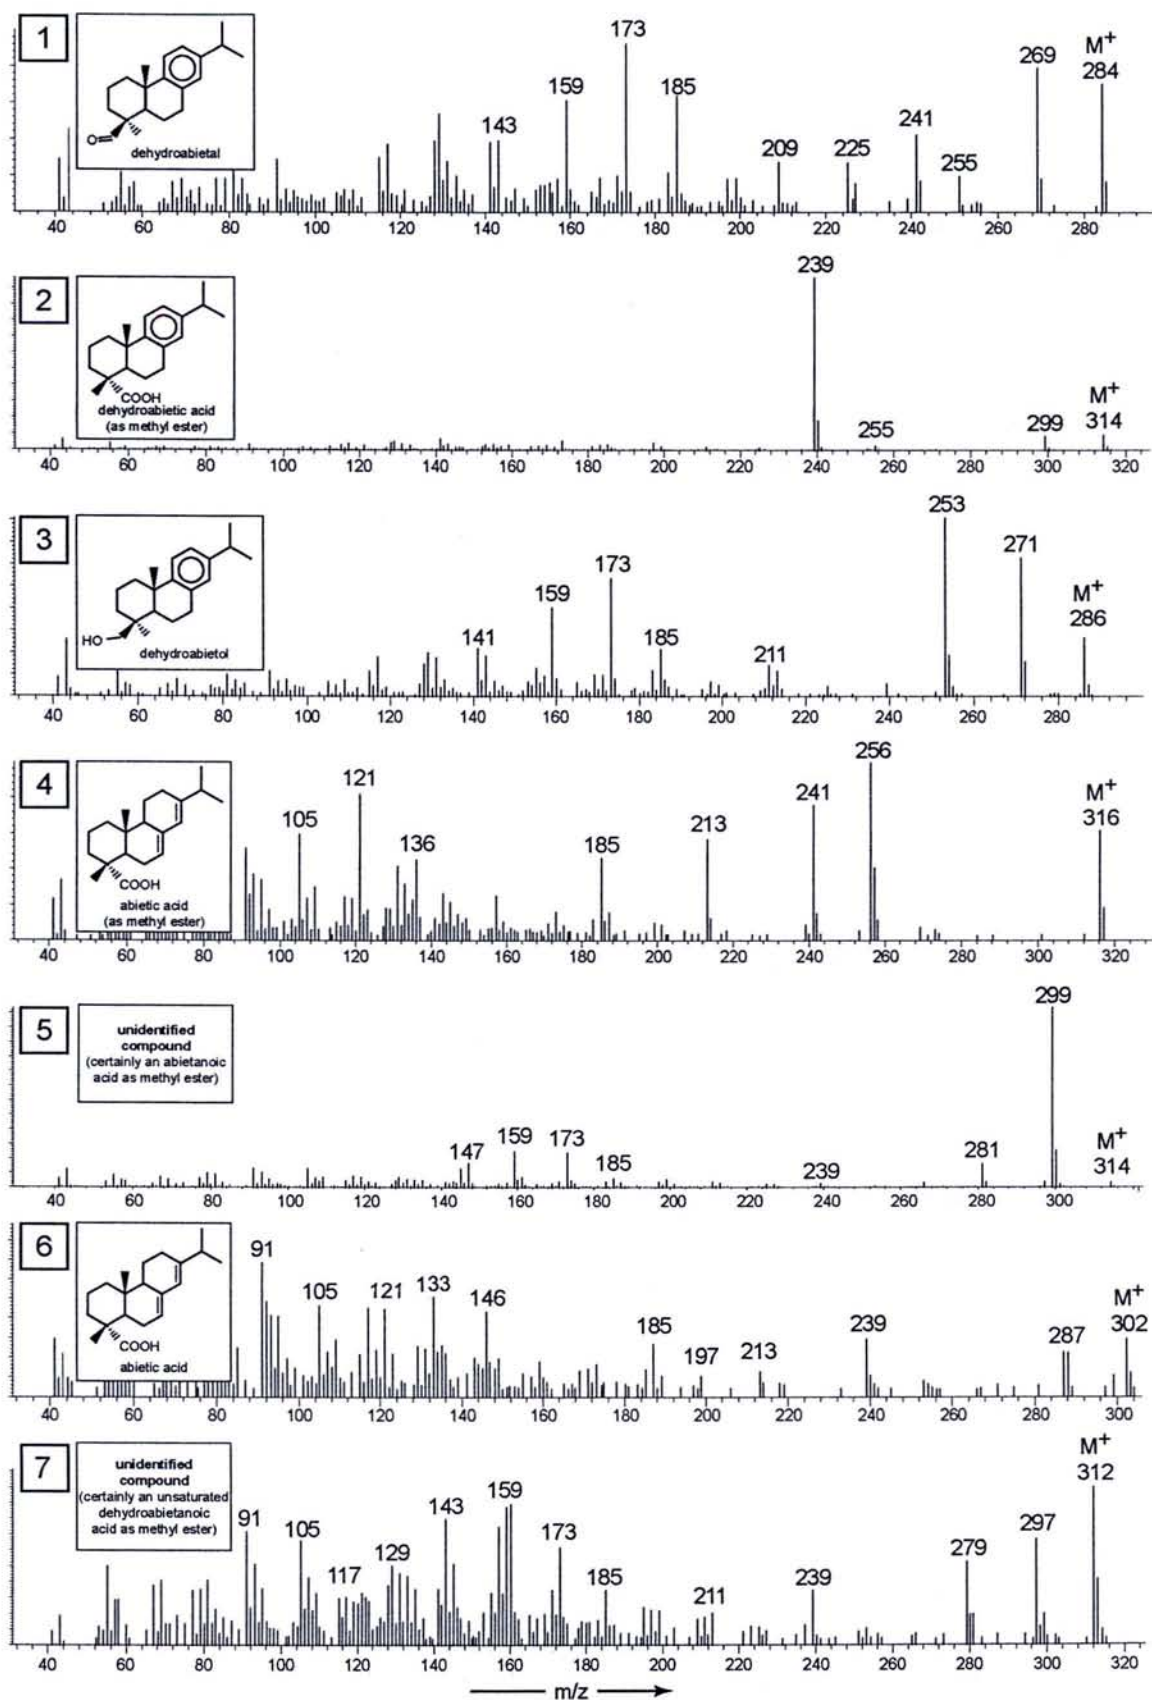 1
O
dehydroabietal
143
159
173
185
209
225
241
255
269
M+
284
40 60 80 100 120 140 160 180 200 220 240 260 280
2
COOH
dehydroabietic acid
(as methyl ester)
239
255
299
M+
314
40 60 80 100 120 140 160 180 200 220 240 260 280 300 320
3
HO
dehydroabietol
141
159
173
185
211
253
271
M+
286
40 60 80 100 120 140 160 180 200 220 240 260 280
4
COOH
abietic acid
(as methyl ester)
105
121
136
185
213
241
256
M+
316
40 60 80 100 120 140 160 180 200 220 240 260 280 300 320
5
unidentified
compound
(certainly an abietanoic
acid as methyl ester)
147
159
173
185
239
281
299
M+
314
40 60 80 100 120 140 160 180 200 220 240 260 280 300
6
COOH
abietic acid
91
105
121
133
146
185
197
213
239
287
M+
302
40 60 80 100 120 140 160 180 200 220 240 260 280 300
7
unidentified
compound
(certainly an unsaturated
dehydroabietanoic
acid as methyl ester)
91
105
117
129
143
159
173
185
211
239
279
297
M+
312
40 60 80 100 120 140 160 180 200 220 240 260 280 300 320
m/z